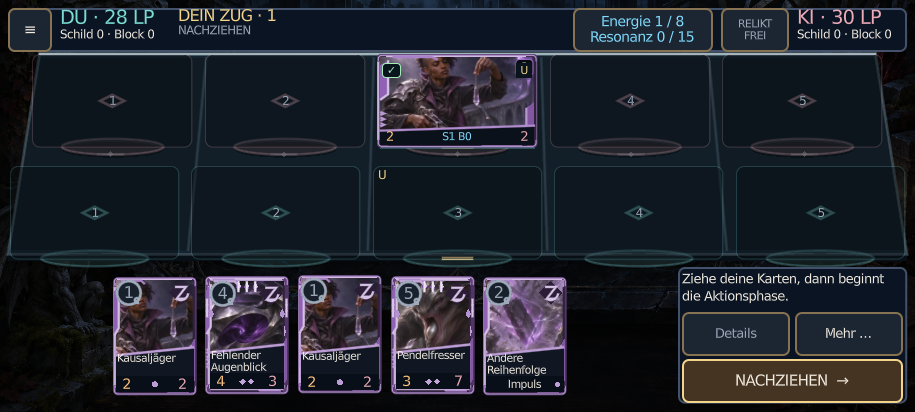 ≡
DU · 28 LP
Schild 0 · Block 0
DEIN ZUG · 1
NACHZIEHEN
Energie 1 / 8
Resonanz 0 / 15
RELIKT
FREI
KI · 30 LP
Schild 0 · Block 0
1
2
✓
U
2
S1 B0
2
4
5
1
2
U
3
4
5
1
Z
Kausaljäger
2
2
4
Z
Fehlender
Augenblick
4
3
1
Z
Kausaljäger
2
2
5
Z
Pendelfresser
3
7
2
Z
Andere
Reihenfolge
Impuls
Ziehe deine Karten, dann beginnt
die Aktionsphase.
Details
Mehr ...
NACHZIEHEN →